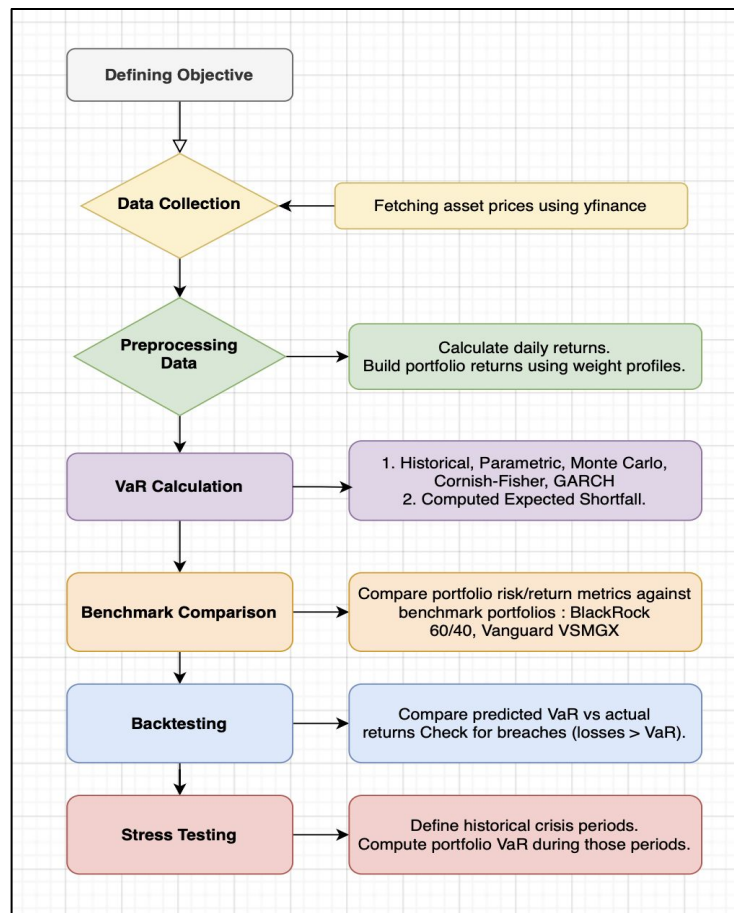 Defining Objective
Data Collection
Fetching asset prices using yfinance
Preprocessing
Data
Calculate daily returns.
Build portfolio returns using weight profiles.
VaR Calculation
1. Historical, Parametric, Monte Carlo,
Cornish-Fisher, GARCH
2. Computed Expected Shortfall.
Benchmark Comparison
Compare portfolio risk/return metrics against
benchmark portfolios : BlackRock
60/40, Vanguard VSMGX
Backtesting
Compare predicted VaR vs actual
returns Check for breaches (losses > VaR).
Stress Testing
Define historical crisis periods.
Compute portfolio VaR during those periods.